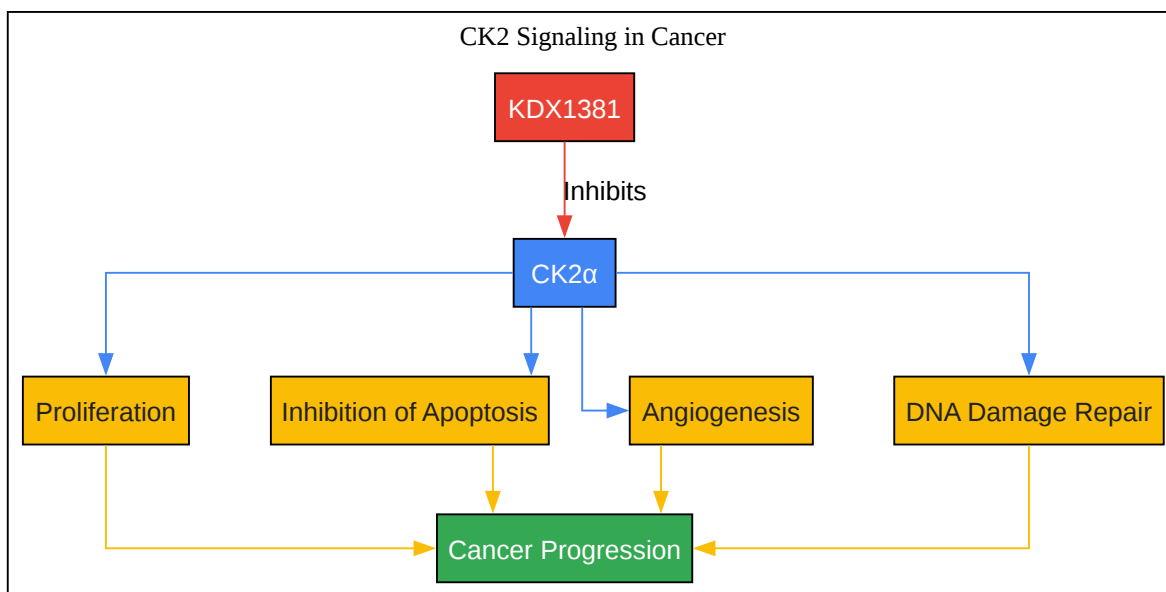 CK2 Signaling in Cancer
KDX1381
Inhibits
CK2α
Proliferation
Inhibition of Apoptosis
Angiogenesis
DNA Damage Repair
Cancer Progression